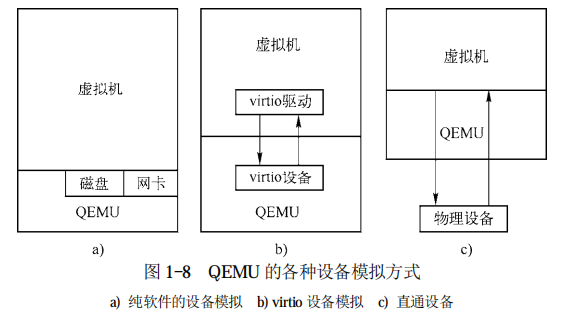 虚拟机
磁盘 网卡
QEMU
a)
虚拟机
virtio驱动
virtio设备
QEMU
b)
虚拟机
QEMU
物理设备
c)
图 1-8 QEMU 的各种设备模拟方式
a) 纯软件的设备模拟 b) virtio 设备模拟 c) 直通设备